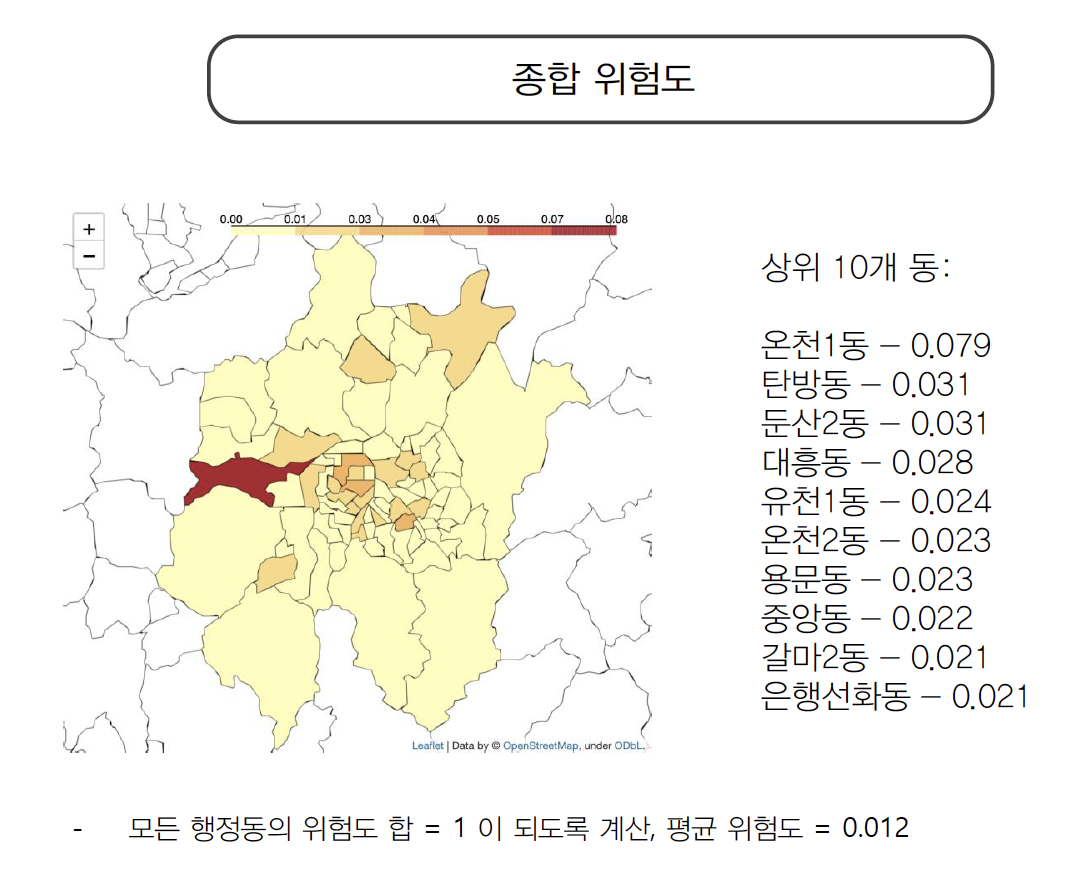 종합 위험도
+
−
0.00 0.01 0.03 0.04 0.05 0.07 0.08
상위 10개 동:
온천1동 – 0.079
탄방동 – 0.031
둔산2동 – 0.031
대흥동 – 0.028
유천1동 – 0.024
온천2동 – 0.023
용문동 – 0.023
중앙동 – 0.022
갈마2동 – 0.021
은행선화동 – 0.021
Leaflet | Data by © OpenStreetMap, under ODbL.
- 모든 행정동의 위험도 합 = 1 이 되도록 계산, 평균 위험도 = 0.012